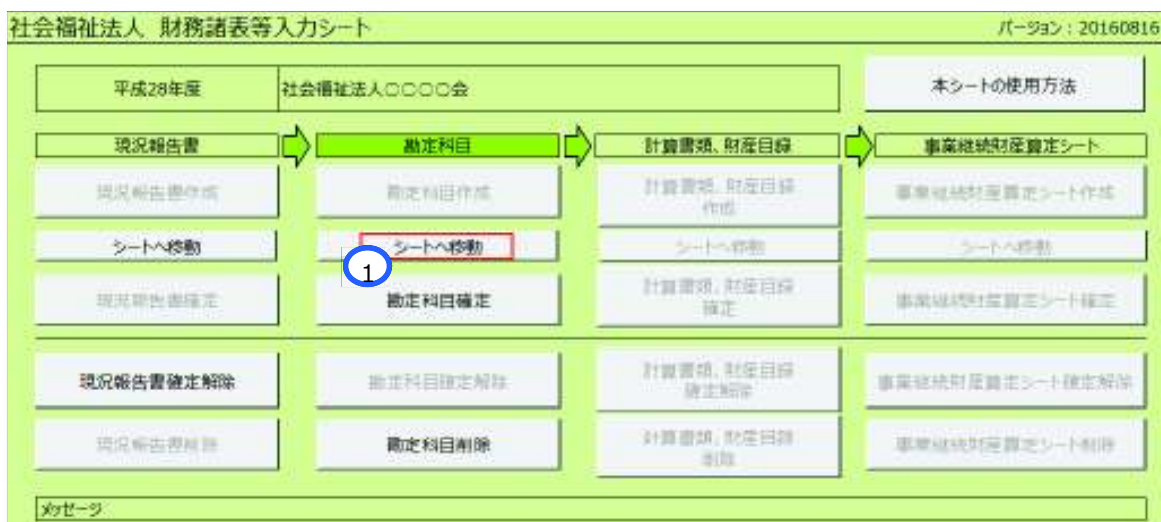 社会福祉法人 財務諸表等入力シート
バージョン：20160816
平成28年度
社会福祉法人○○○○会
本シートの使用方法
現況報告書
勘定科目
計算書類、財産目録
事業継続財産算定シート
現況報告書作成
勘定科目作成
計算書類、財産目録
作成
事業継続財産算定シート作成
シートへ移動
シートへ移動
シートへ移動
シートへ移動
1
現況報告書確定
勘定科目確定
計算書類、財産目録
確定
事業継続財産算定シート確定
現況報告書確定解除
勘定科目確定解除
計算書類、財産目録
確定解除
事業継続財産算定シート確定解除
現況報告書削除
勘定科目削除
計算書類、財産目録
削除
事業継続財産算定シート削除
メッセージ